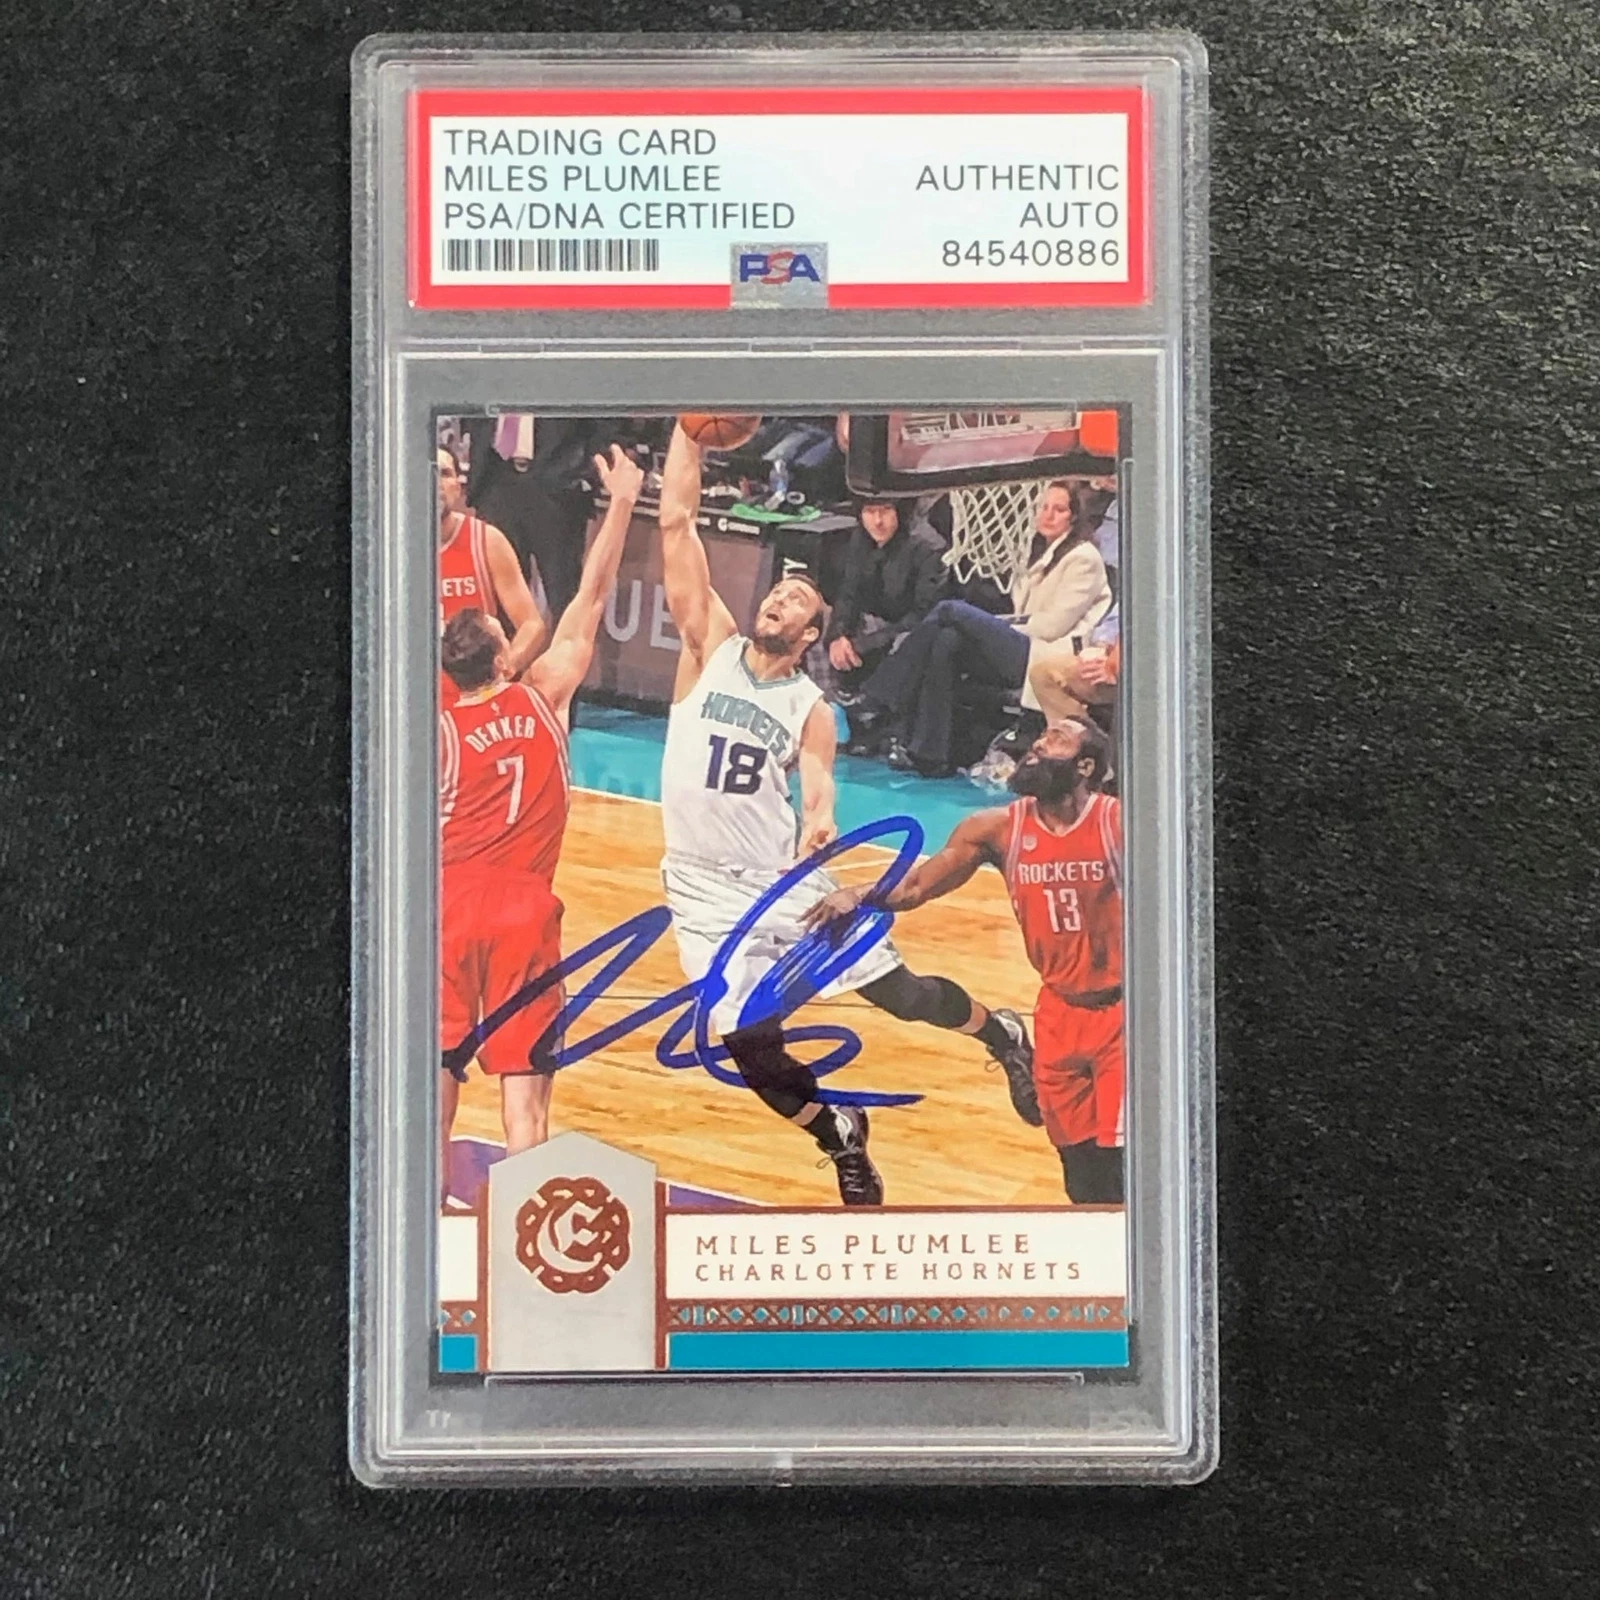 TRADING CARD
MILES PLUMLEE
PSA/DNA CERTIFIED
AUTHENTIC
AUTO
84540886
PSA
ETS
DEKKER
7
HORNETS
18
ROCKETS
13
MILES PLUMLEE
CHARLOTTE HORNETS